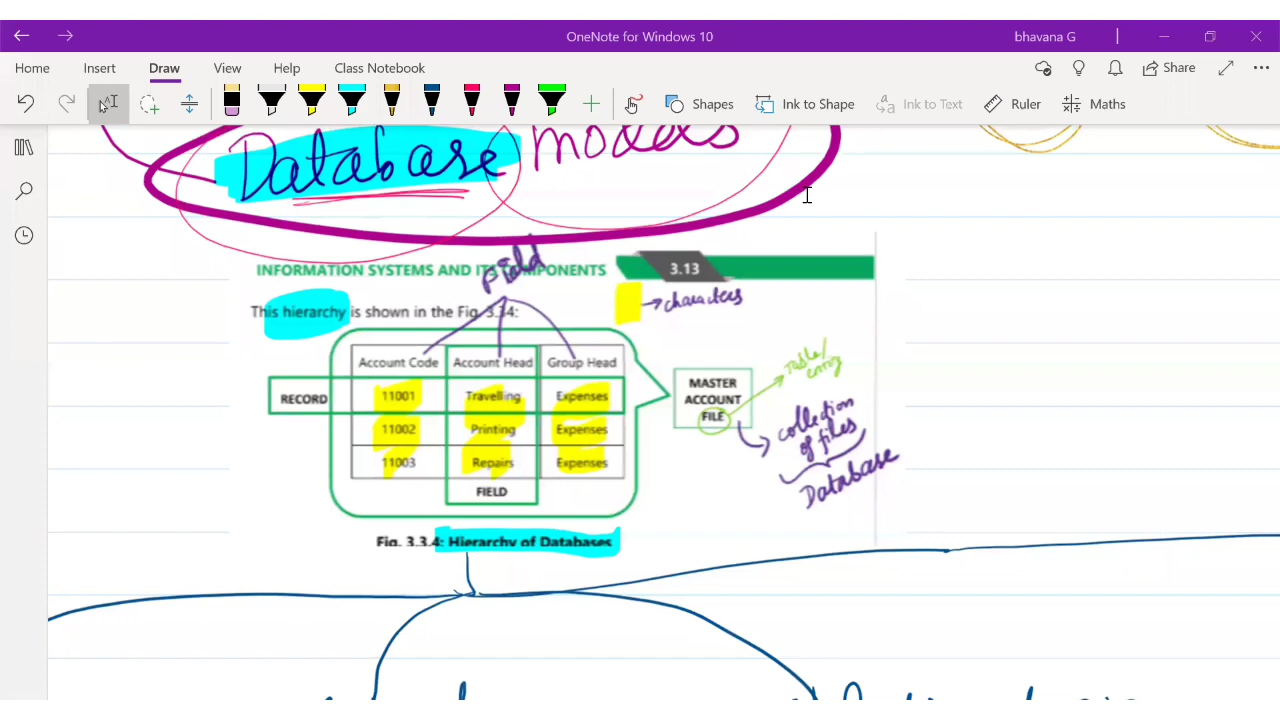 OneNote for Windows 10
bhavana G
Home
Insert
Draw
View
Help
Class Notebook
Share
Shapes
Ink to Shape
Ink to Text
Ruler
Maths
Database models
INFORMATION SYSTEMS AND ITS COMPONENTS
3.13
Field
This hierarchy is shown in the Fig. 3.3.4:
→ characters
Account Code Account Head Group Head
RECORD 11001 Travelling Expenses
11002 Printing Expenses
11003 Repairs Expenses
FIELD
MASTER
ACCOUNT
FILE
Table/
entity
collection
of files
Database
Fig. 3.3.4: Hierarchy of Databases